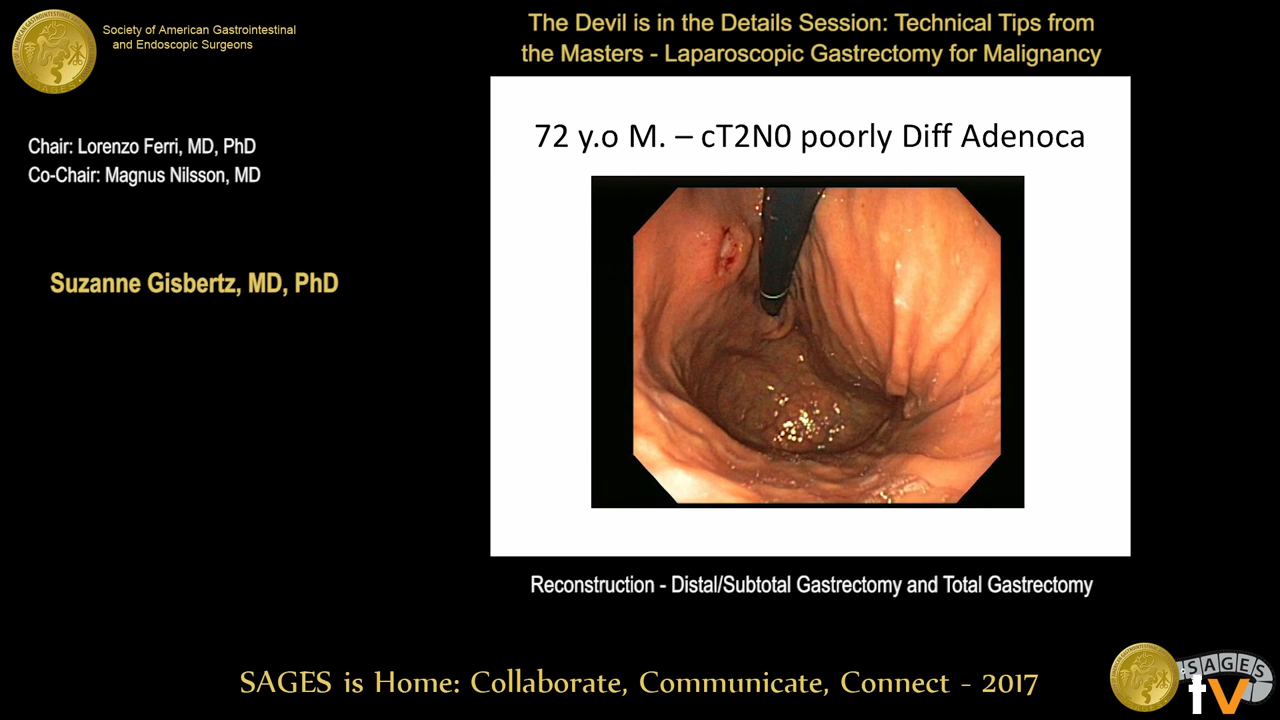 Society of American Gastrointestinal
and Endoscopic Surgeons
The Devil is in the Details Session: Technical Tips from
the Masters - Laparoscopic Gastrectomy for Malignancy
Chair: Lorenzo Ferri, MD, PhD
Co-Chair: Magnus Nilsson, MD
Suzanne Gisbertz, MD, PhD
72 y.o M. – cT2N0 poorly Diff Adenoca
Reconstruction - Distal/Subtotal Gastrectomy and Total Gastrectomy
SAGES is Home: Collaborate, Communicate, Connect - 2017
SAGES
tv